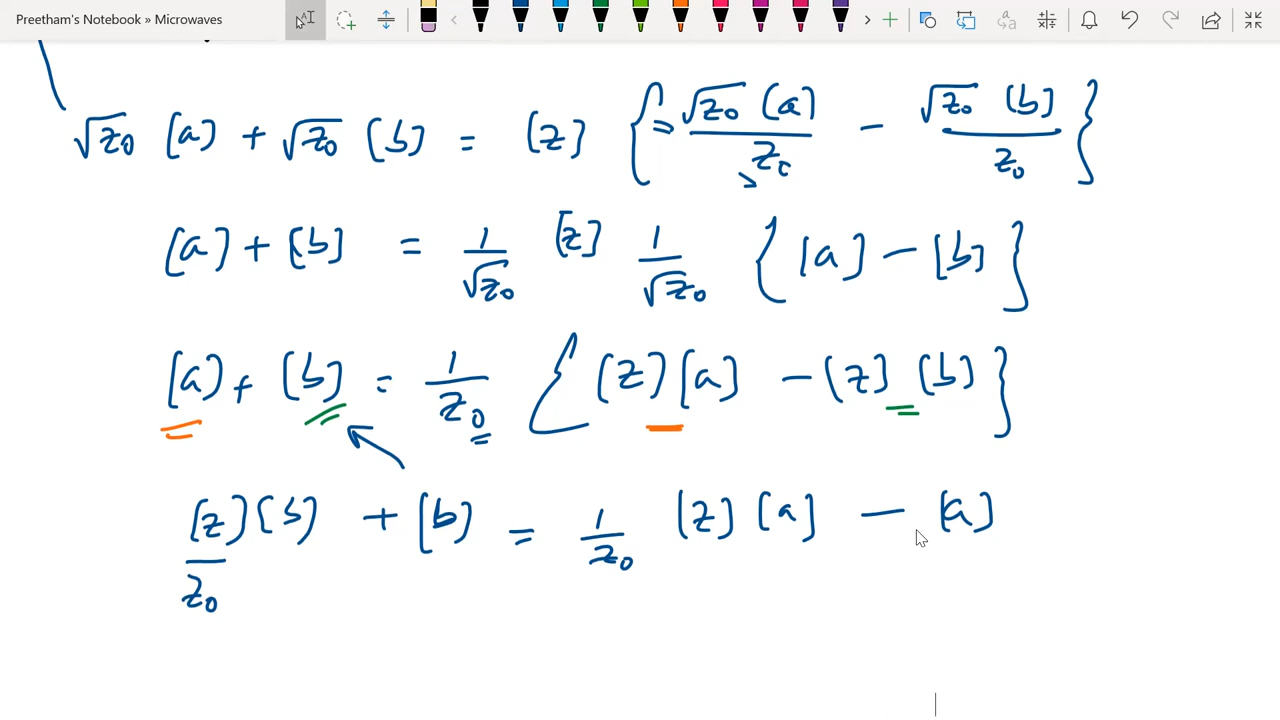 Preetham's Notebook » Microwaves
√z₀ [a] + √z₀ [b] = [z] { = √z₀ [a] / z₀ − √z₀ [b] / z₀ }
[a] + [b] = 1/√z₀ [z] 1/√z₀ { [a] − [b] }
[a] + [b] = 1/z₀ { [z] [a] − [z] [b] }
[z] [b] / z₀ + [b] = 1/z₀ [z] [a] − [a]